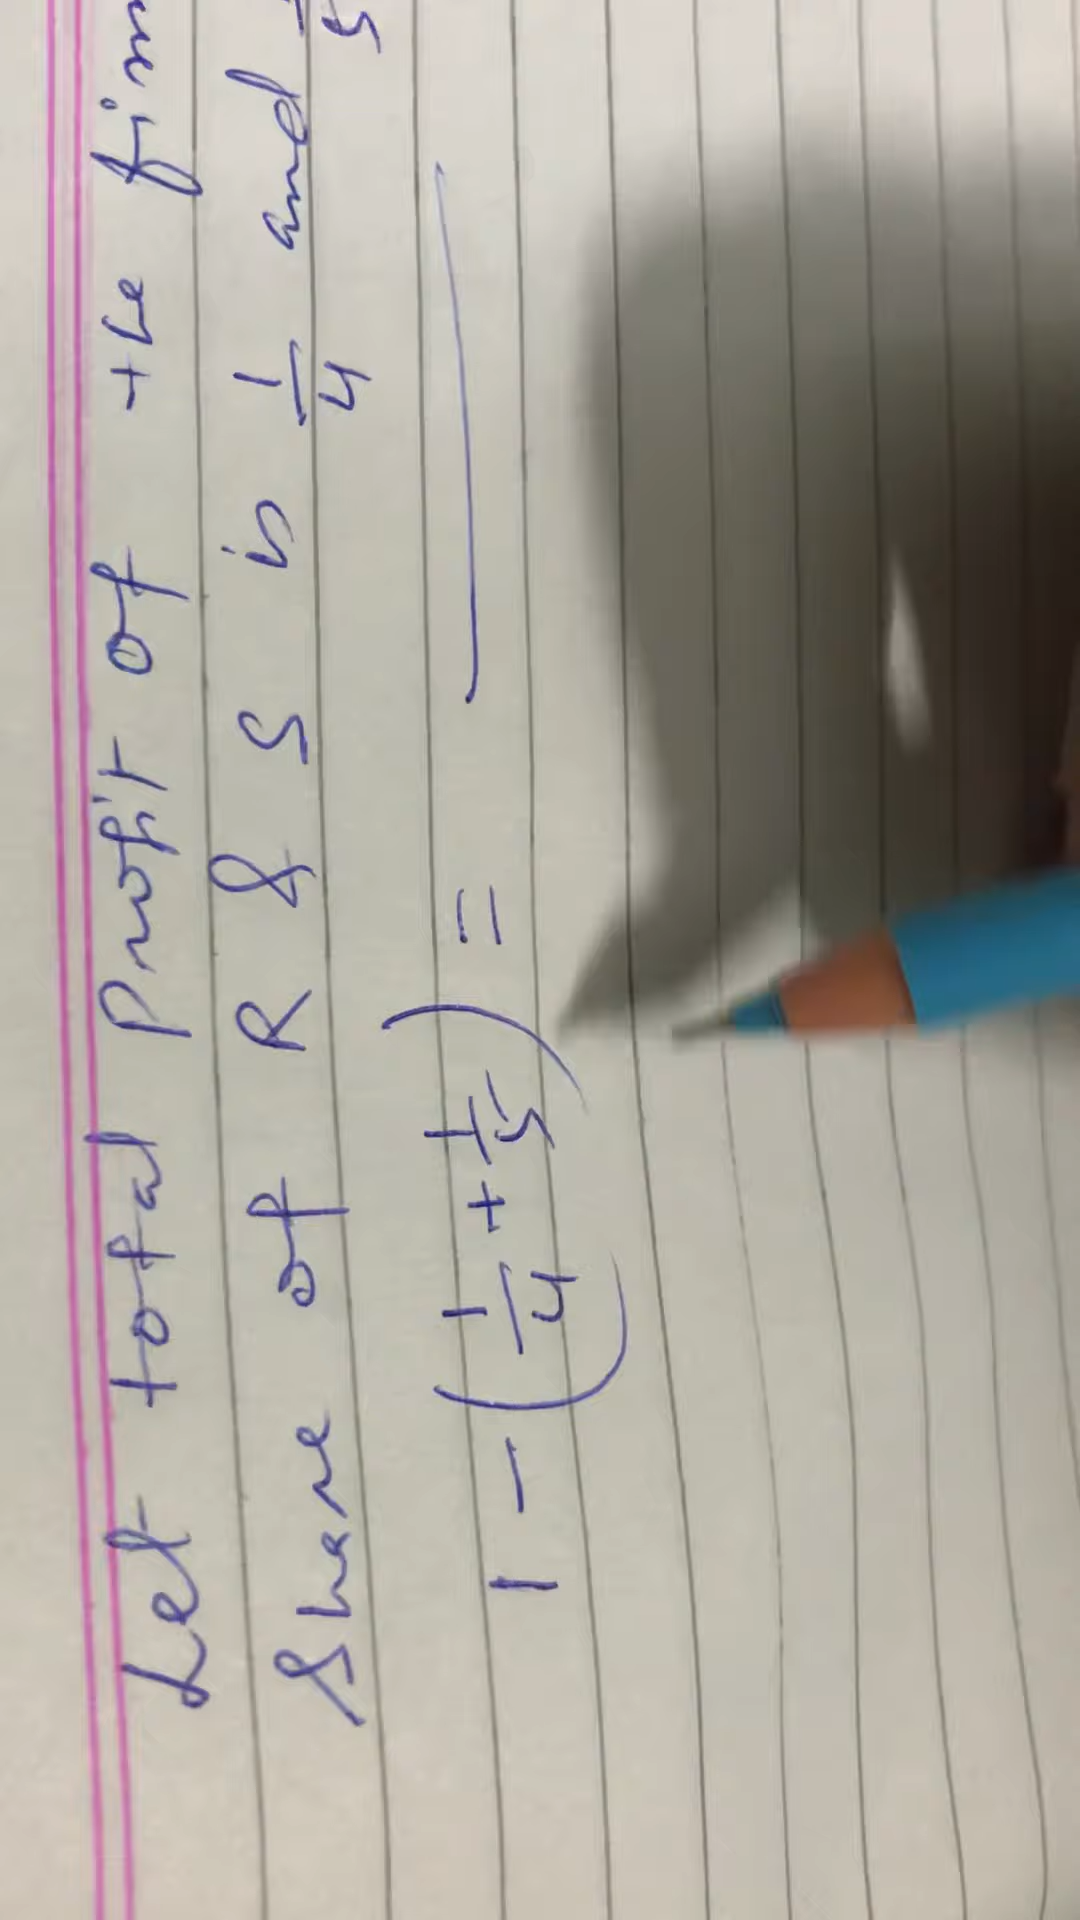 Let total Profit of the firm
Share of R & S is 1/4 and 1/5
1 - (1/4 + 1/5) =